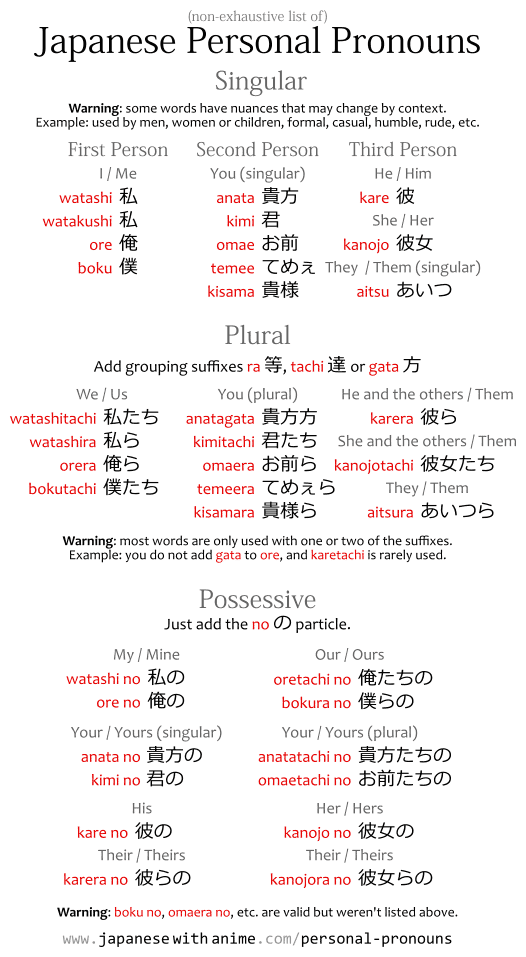 (non-exhaustive list of)
Japanese Personal Pronouns
Singular
Warning: some words have nuances that may change by context.
Example: used by men, women or children, formal, casual, humble, rude, etc.
First Person Second Person Third Person
I / Me You (singular) He / Him
watashi 私 anata 貴方 kare 彼
watakushi 私 kimi 君 She / Her
ore 俺 omae お前 kanojo 彼女
boku 僕 temee てめぇ They / Them (singular)
kisama 貴様 aitsu あいつ
Plural
Add grouping suffixes ra 等, tachi 達 or gata 方
We / Us You (plural) He and the others / Them
watashitachi 私たち anatagata 貴方方 karera 彼ら
watashira 私ら kimitachi 君たち She and the others / Them
orera 俺ら omaera お前ら kanojotachi 彼女たち
bokutachi 僕たち temeera てめぇら They / Them
kisamara 貴様ら aitsura あいつら
Warning: most words are only used with one or two of the suffixes.
Example: you do not add gata to ore, and karetachi is rarely used.
Possessive
Just add the no の particle.
My / Mine Our / Ours
watashi no 私の oretachi no 俺たちの
ore no 俺の bokura no 僕らの
Your / Yours (singular) Your / Yours (plural)
anata no 貴方の anatatachi no 貴方たちの
kimi no 君の omaetachi no お前たちの
His Her / Hers
kare no 彼の kanojo no 彼女の
Their / Theirs Their / Theirs
karera no 彼らの kanojora no 彼女らの
Warning: boku no, omaera no, etc. are valid but weren't listed above.
www.japanesewithanime.com/personal-pronouns